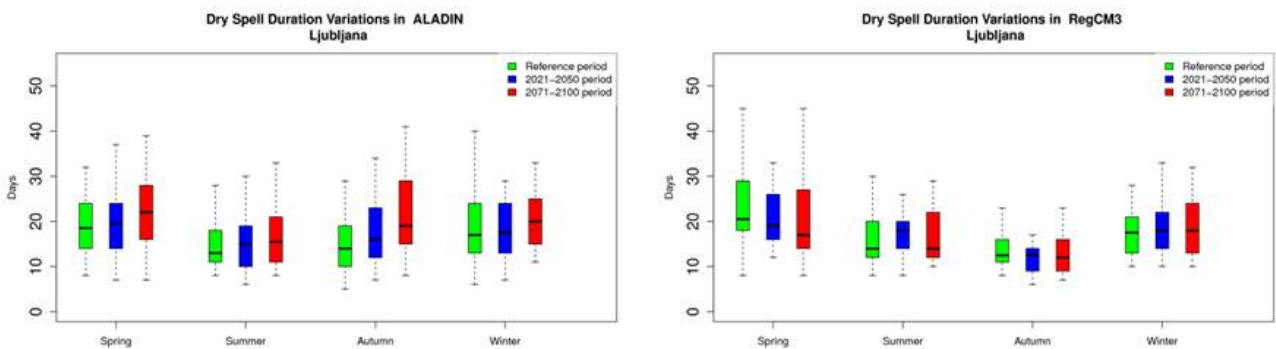 Dry Spell Duration Variations in ALADIN
Ljubljana
Reference period
2021-2050 period
2071-2100 period
Days
50
40
30
20
10
0
Spring
Summer
Autumn
Winter
Dry Spell Duration Variations in RegCM3
Ljubljana
Reference period
2021-2050 period
2071-2100 period
Days
50
40
30
20
10
0
Spring
Summer
Autumn
Winter